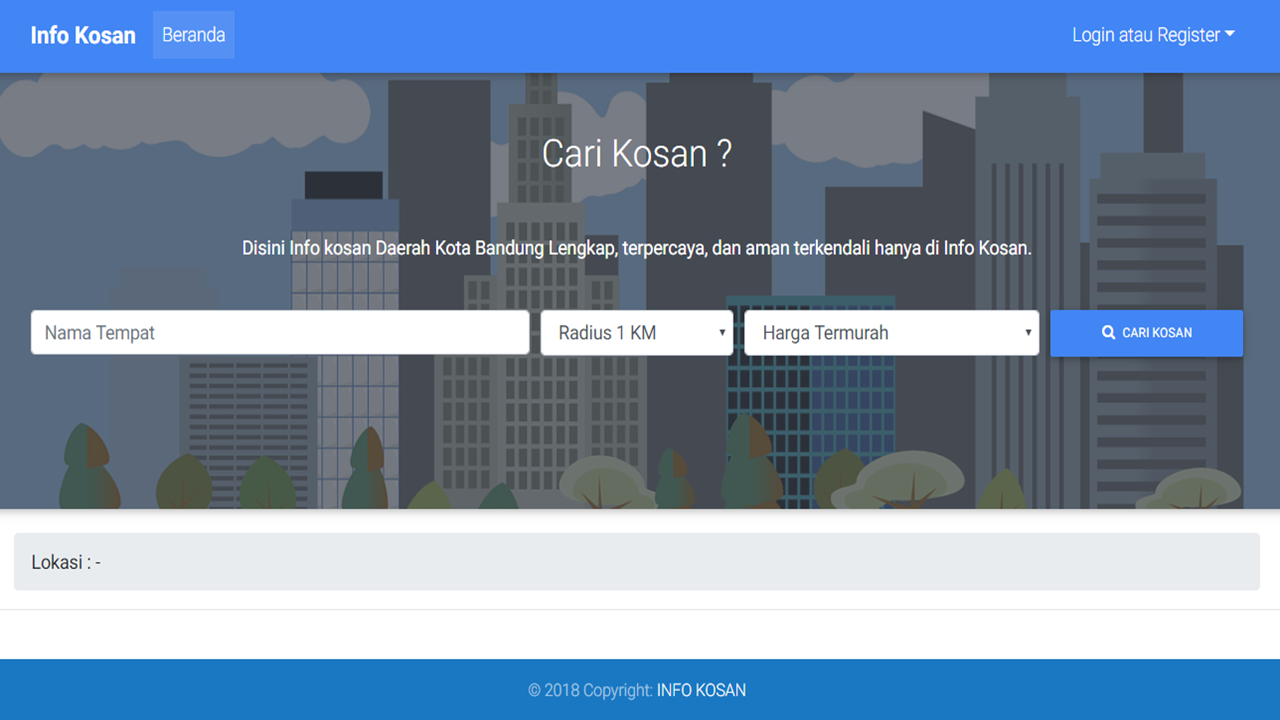 Info Kosan Beranda Login atau Register
Cari Kosan ?
Disini Info kosan Daerah Kota Bandung Lengkap, terpercaya, dan aman terkendali hanya di Info Kosan.
Nama Tempat Radius 1 KM Harga Termurah CARI KOSAN
Lokasi : -
© 2018 Copyright: INFO KOSAN